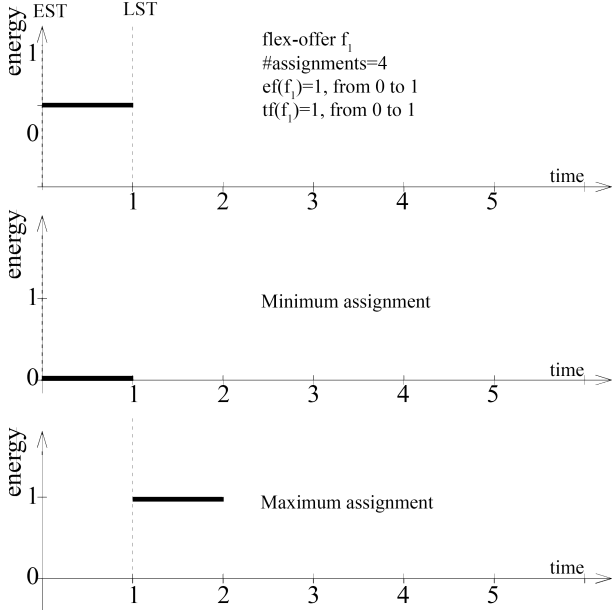 EST
LST
energy
1
0
flex-offer f1
#assignments=4
ef(f1)=1, from 0 to 1
tf(f1)=1, from 0 to 1
time
1 2 3 4 5
energy
1
0
Minimum assignment
time
1 2 3 4 5
energy
1
0
Maximum assignment
time
1 2 3 4 5